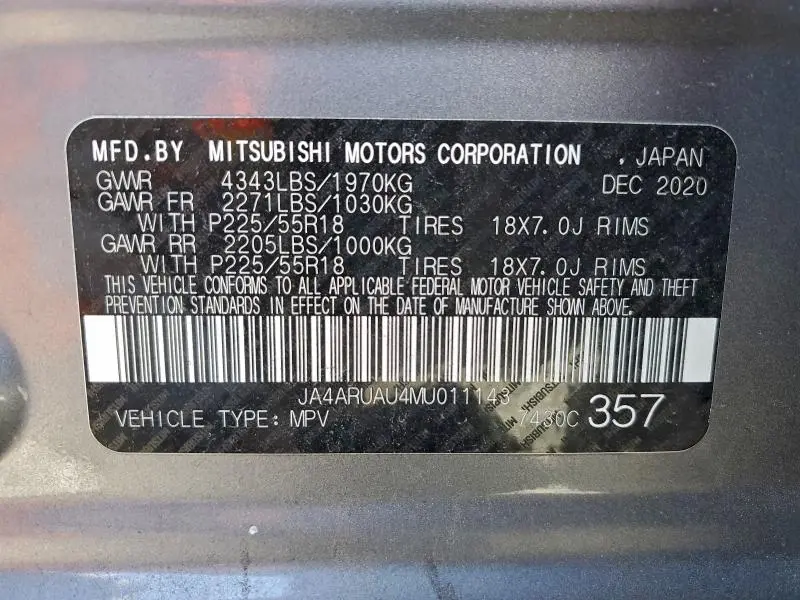 MFD.BY MITSUBISHI MOTORS CORPORATION . JAPAN
GVWR 4343LBS/1970KG DEC 2020
GAWR FR 2271LBS/1030KG
WITH P225/55R18 TIRES 18X7.0J RIMS
GAWR RR 2205LBS/1000KG
WITH P225/55R18 TIRES 18X7.0J RIMS
THIS VEHICLE CONFORMS TO ALL APPLICABLE FEDERAL MOTOR VEHICLE SAFETY AND THEFT
PREVENTION STANDARDS IN EFFECT ON THE DATE OF MANUFACTURE SHOWN ABOVE.
JA4ARUAU4MU011143
VEHICLE TYPE: MPV 7430C 357